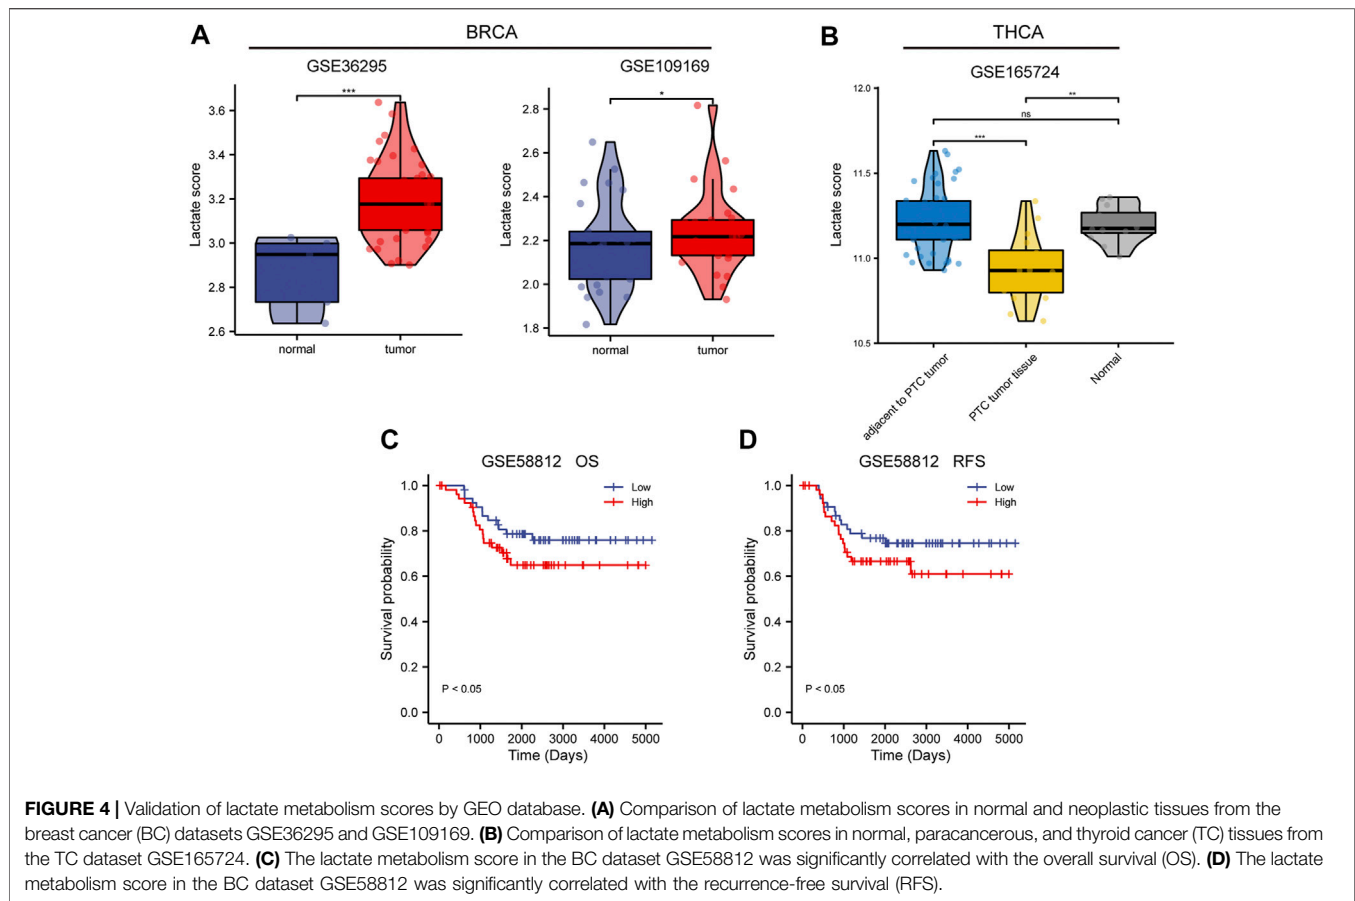 A
BRCA
GSE36295
GSE109169
Lactate score
3.6
3.4
3.2
3.0
2.8
2.6
***
normal
tumor
Lactate score
2.8
2.6
2.4
2.2
2.0
1.8
*
normal
tumor
B
THCA
GSE165724
Lactate score
12.0
11.5
11.0
10.5
**
ns
***
adjacent to PTC tumor
PTC tumor tissue
Normal
C
GSE58812 OS
Survival probability
1.0
0.8
0.6
0.4
0.2
0.0
Low
High
P < 0.05
0 1000 2000 3000 4000 5000
Time (Days)
D
GSE58812 RFS
Survival probability
1.0
0.8
0.6
0.4
0.2
0.0
Low
High
P < 0.05
0 1000 2000 3000 4000 5000
Time (Days)
FIGURE 4 | Validation of lactate metabolism scores by GEO database. (A) Comparison of lactate metabolism scores in normal and neoplastic tissues from the
breast cancer (BC) datasets GSE36295 and GSE109169. (B) Comparison of lactate metabolism scores in normal, paracancerous, and thyroid cancer (TC) tissues from
the TC dataset GSE165724. (C) The lactate metabolism score in the BC dataset GSE58812 was significantly correlated with the overall survival (OS). (D) The lactate
metabolism score in the BC dataset GSE58812 was significantly correlated with the recurrence-free survival (RFS).